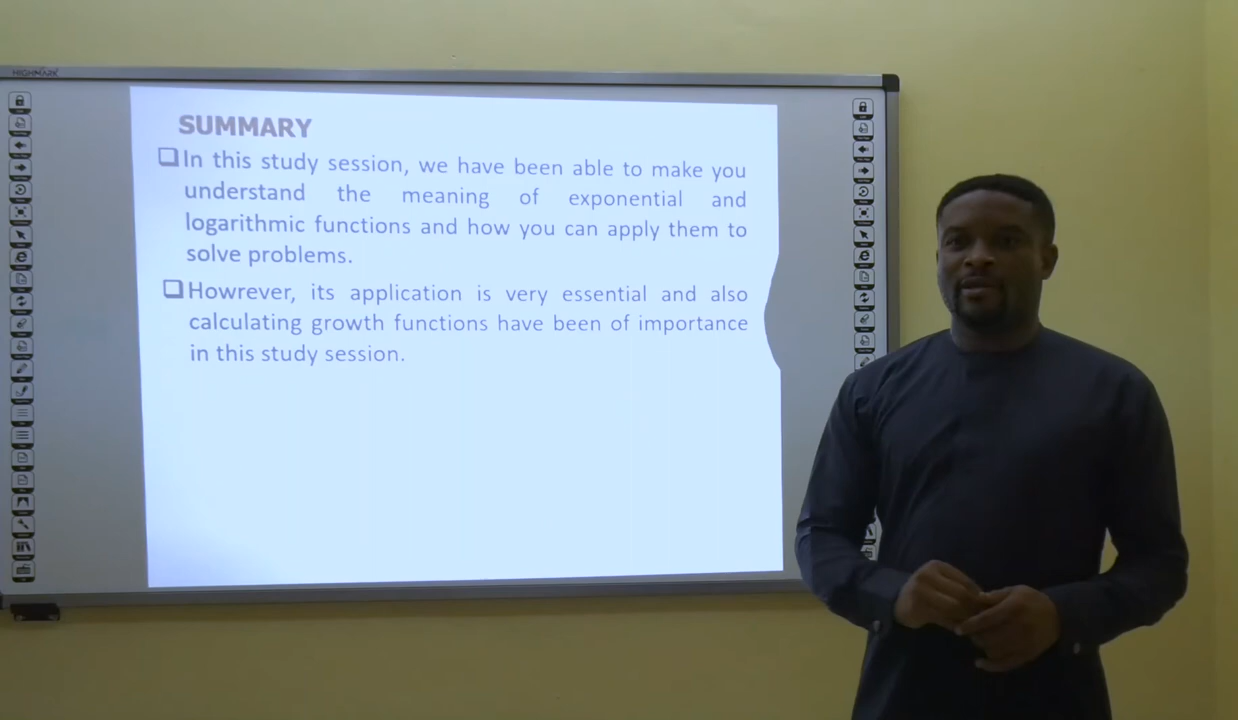 HIGHMARK
SUMMARY
In this study session, we have been able to make you
understand the meaning of exponential and
logarithmic functions and how you can apply them to
solve problems.
Howrever, its application is very essential and also
calculating growth functions have been of importance
in this study session.